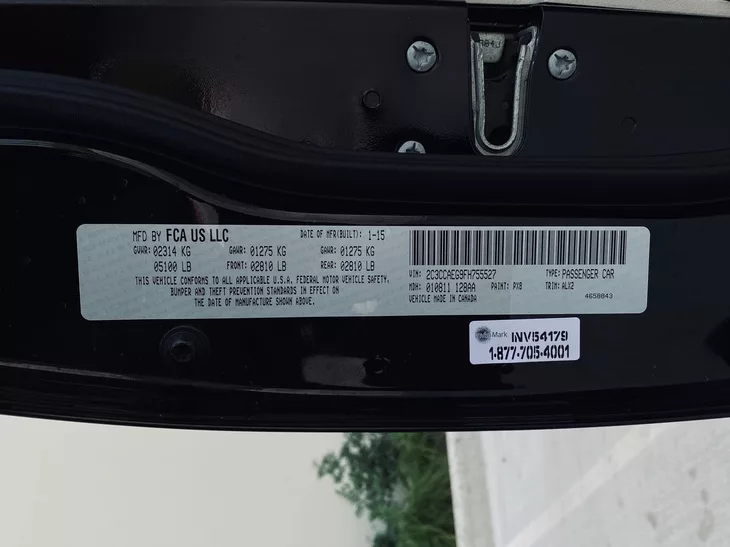 MFD BY FCA US LLC DATE OF MFR(BUILT): 1-15
GVWR: 02314 KG GAWR: 01275 KG GAWR: 01275 KG
05100 LB FRONT: 02810 LB REAR: 02810 LB
THIS VEHICLE CONFORMS TO ALL APPLICABLE U.S.A. FEDERAL MOTOR VEHICLE SAFETY,
BUMPER AND THEFT PREVENTION STANDARDS IN EFFECT ON
THE DATE OF MANUFACTURE SHOWN ABOVE.
VIN: 2C3CCAEG9FH755527 TYPE: PASSENGER CAR
MDH: 010811 128AA PAINT: PX8 TRIM: ALX2
VEHICLE MADE IN CANADA 4658843
Mark INV54179
1-877-705-4001